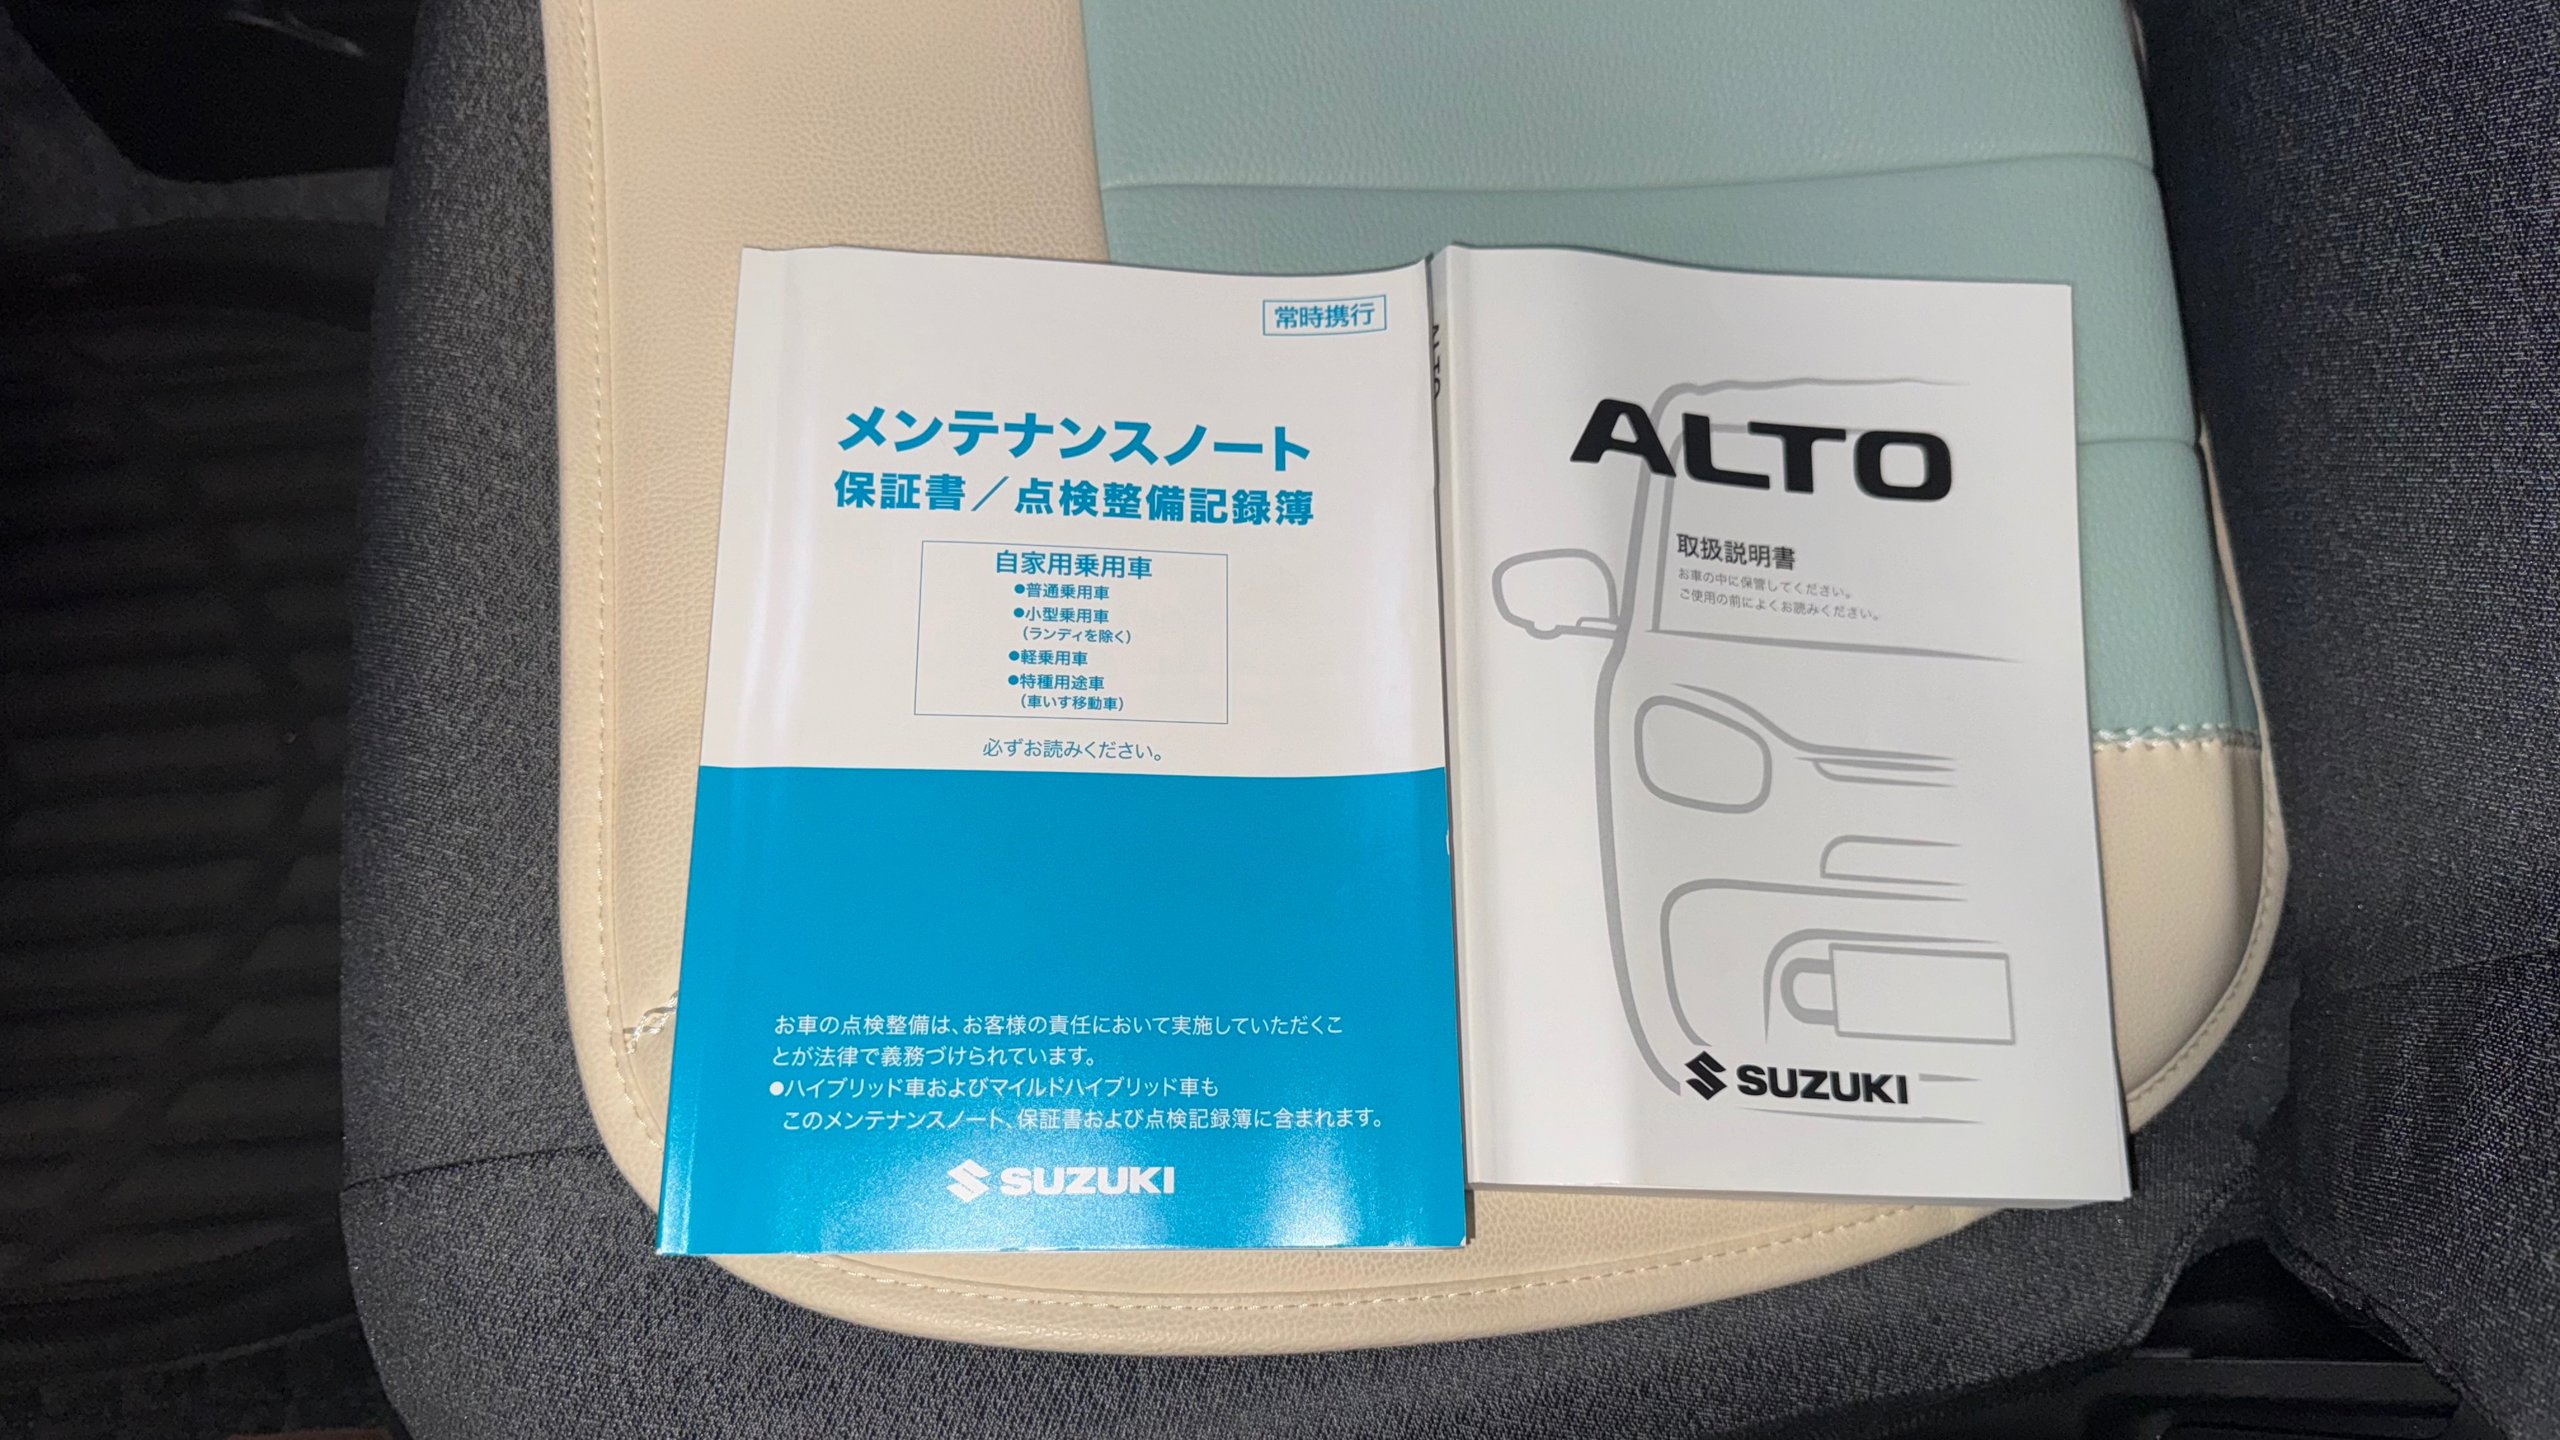 常時携行
メンテナンスノート
保証書／点検整備記録簿
自家用乗用車
●普通乗用車
●小型乗用車
（ランディを除く）
●軽乗用車
●特種用途車
（車いす移動車）
必ずお読みください。
お車の点検整備は、お客様の責任において実施していただくこ
とが法律で義務づけられています。
●ハイブリッド車およびマイルドハイブリッド車も
このメンテナンスノート、保証書および点検記録簿に含まれます。
SUZUKI
ALTO
ALTO
取扱説明書
お車の中に保管してください。
ご使用の前によくお読みください。
SUZUKI